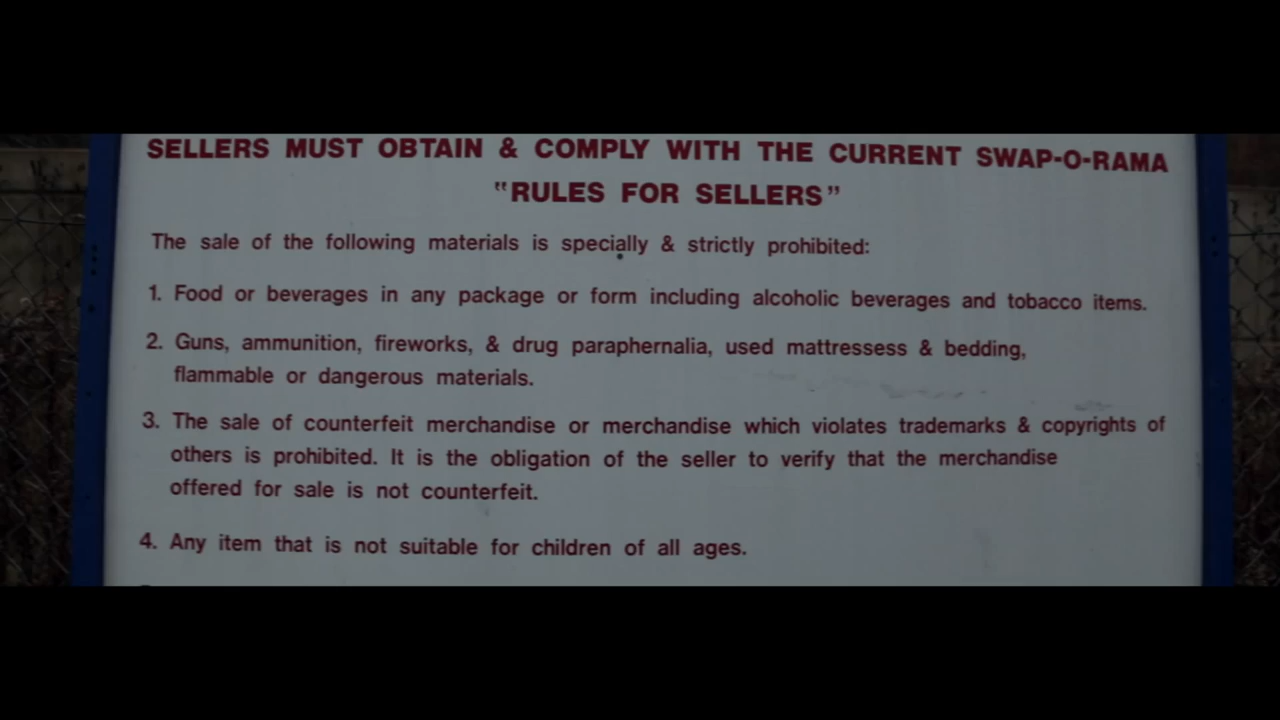 SELLERS MUST OBTAIN & COMPLY WITH THE CURRENT SWAP-O-RAMA
"RULES FOR SELLERS"
The sale of the following materials is specially & strictly prohibited:
1. Food or beverages in any package or form including alcoholic beverages and tobacco items.
2. Guns, ammunition, fireworks, & drug paraphernalia, used mattressess & bedding,
flammable or dangerous materials.
3. The sale of counterfeit merchandise or merchandise which violates trademarks & copyrights of
others is prohibited. It is the obligation of the seller to verify that the merchandise
offered for sale is not counterfeit.
4. Any item that is not suitable for children of all ages.